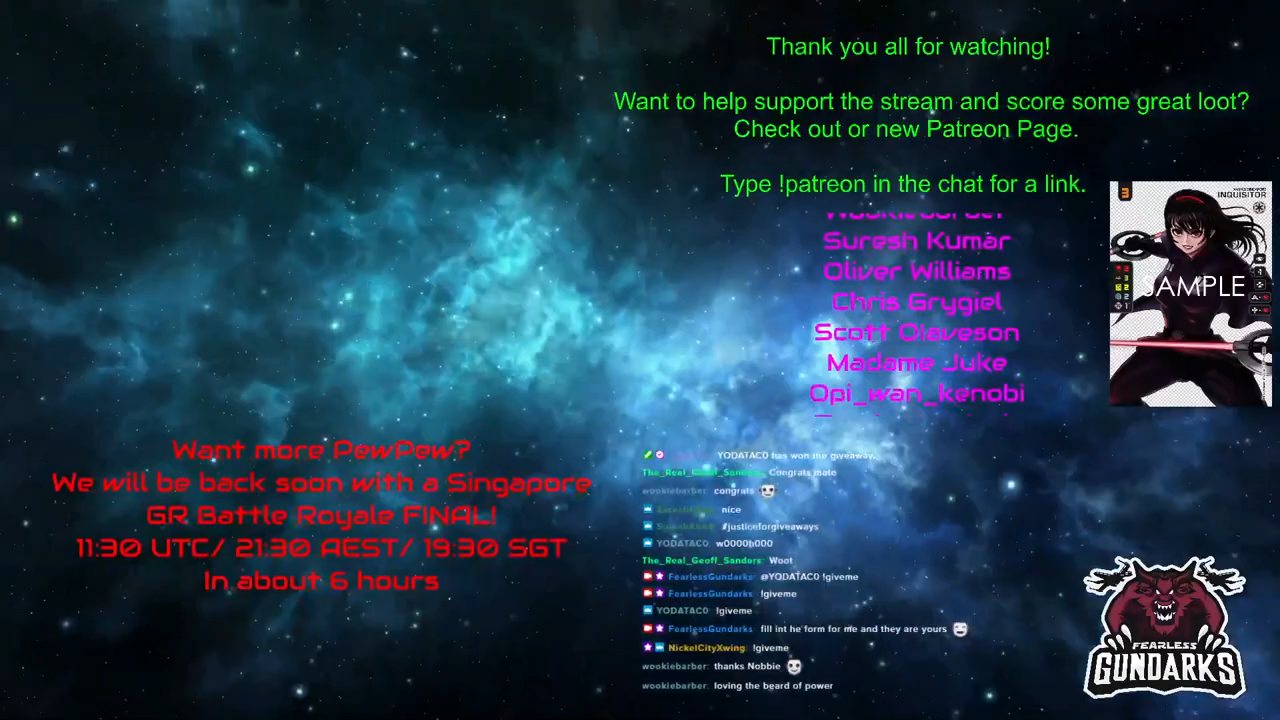 Thank you all for watching!
Want to help support the stream and score some great loot?
Check out or new Patreon Page.
Type !patreon in the chat for a link.
Suresh Kumar
Oliver Williams
Chris Grygiel
Scott Olaveson
Madame Juke
Opi_wan_kenobi
3
INQUISITOR
SAMPLE
Want more PewPew?
We will be back soon with a Singapore
GR Battle Royale FINAL!
11:30 UTC/ 21:30 AEST/ 19:30 SGT
In about 6 hours
YODATAC0 has won the giveaway.
The_Real_Geoff_Sanders: Congrats mate
wookiebarber: congrats
nice
#justiceforgiveaways
YODATAC0: w0000h000
The_Real_Geoff_Sanders: Woot
FearlessGundarks: @YODATAC0 !giveme
FearlessGundarks: !giveme
YODATAC0: !giveme
FearlessGundarks: fill int he form for me and they are yours
NickelCityXwing: !giveme
wookiebarber: thanks Nobbie
wookiebarber: loving the beard of power
FEARLESS
GUNDARKS